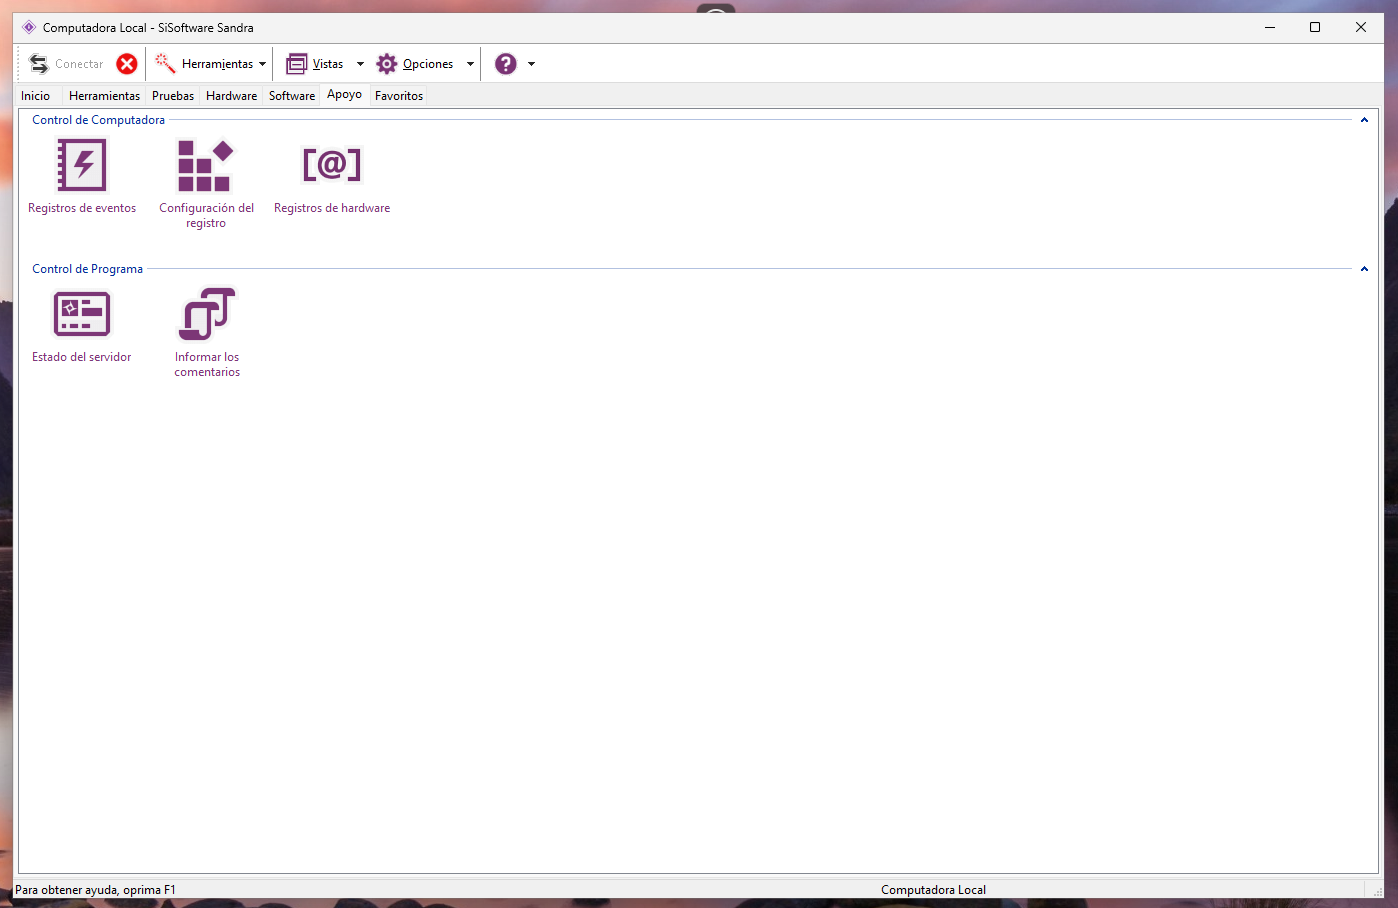 Computadora Local - SiSoftware Sandra
Conectar Herramientas Vistas Opciones ?
Inicio Herramientas Pruebas Hardware Software Apoyo Favoritos
Control de Computadora
[@]
Registros de eventos
Configuración del
registro
Registros de hardware
Control de Programa
Estado del servidor
Informar los
comentarios
Para obtener ayuda, oprima F1
Computadora Local